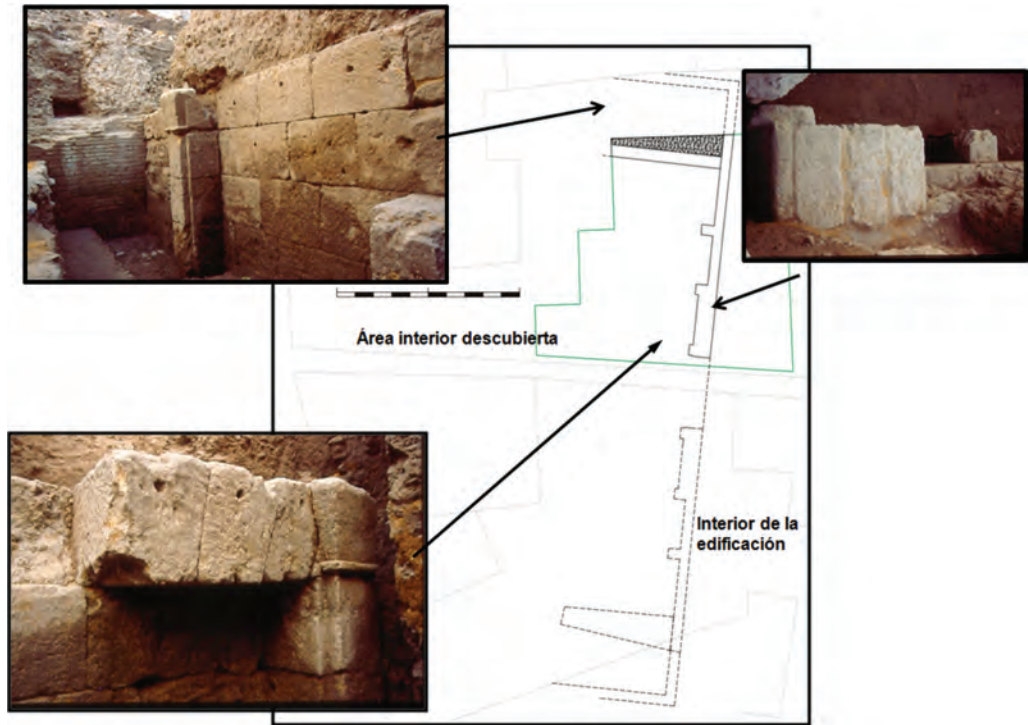 Área interior descubierta
Interior de la
edificación